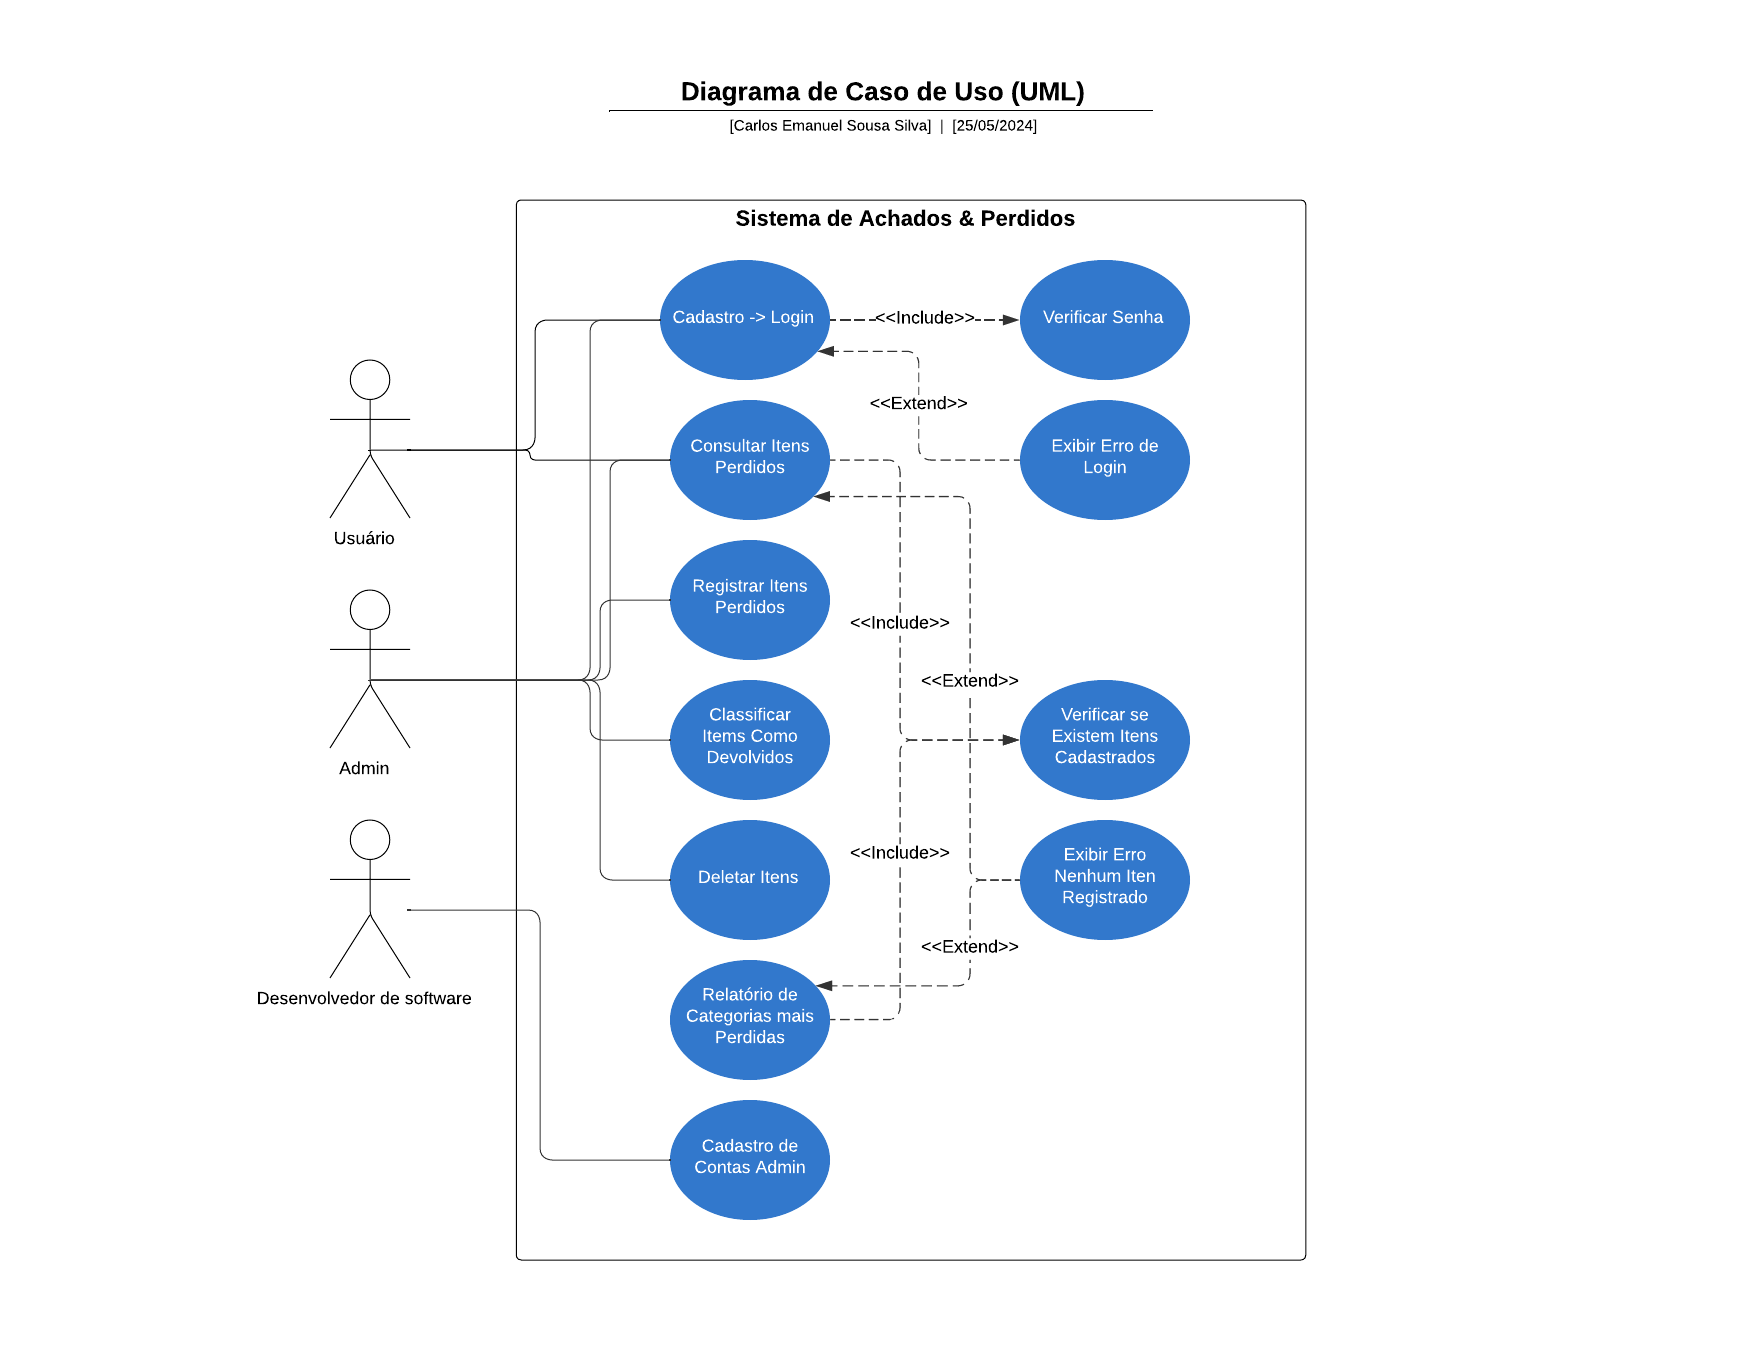 Diagrama de Caso de Uso (UML)
[Carlos Emanuel Sousa Silva] | [25/05/2024]
Sistema de Achados & Perdidos
Cadastro -> Login
<<Include>>
Verificar Senha
<<Extend>>
Consultar Itens
Perdidos
Exibir Erro de
Login
Usuário
Registrar Itens
Perdidos
<<Include>>
<<Extend>>
Classificar
Items Como
Devolvidos
Verificar se
Existem Itens
Cadastrados
Admin
<<Include>>
Deletar Itens
Exibir Erro
Nenhum Iten
Registrado
<<Extend>>
Desenvolvedor de software
Relatório de
Categorias mais
Perdidas
Cadastro de
Contas Admin